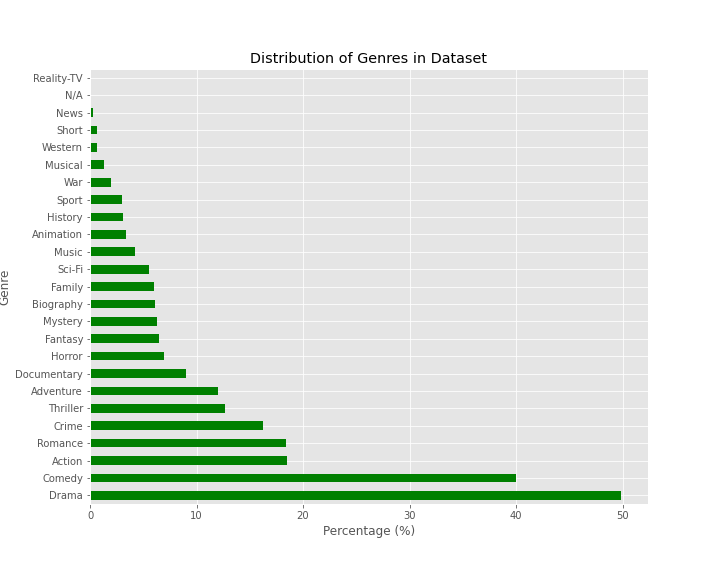 Distribution of Genres in Dataset
Genre
Reality-TV
N/A
News
Short
Western
Musical
War
Sport
History
Animation
Music
Sci-Fi
Family
Biography
Mystery
Fantasy
Horror
Documentary
Adventure
Thriller
Crime
Romance
Action
Comedy
Drama
0 10 20 30 40 50
Percentage (%)